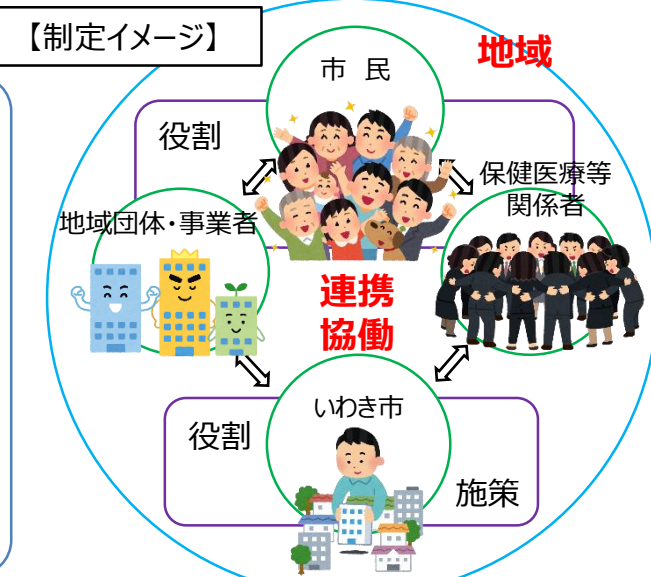 【制定イメージ】
地域
市 民
役割
保健医療等
関係者
地域団体・事業者
連携
協働
いわき市
役割
施策